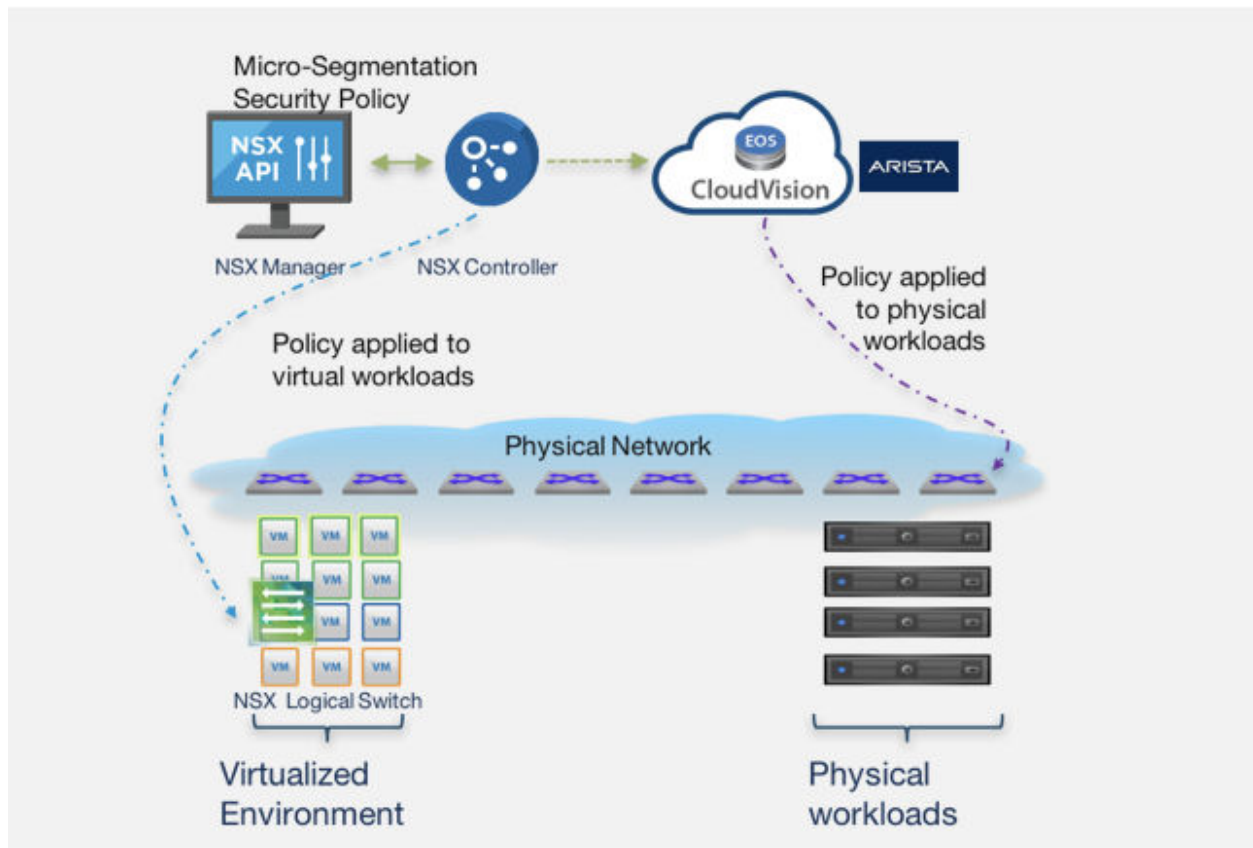 Micro-Segmentation
Security Policy
NSX
API
EOS
CloudVision
ARISTA
NSX Manager
NSX Controller
Policy applied
to physical
workloads
Policy applied to
virtual workloads
Physical Network
VM VM VM
VM VM VM
VM VM
VM VM VM
NSX Logical Switch
Virtualized
Environment
Physical
workloads